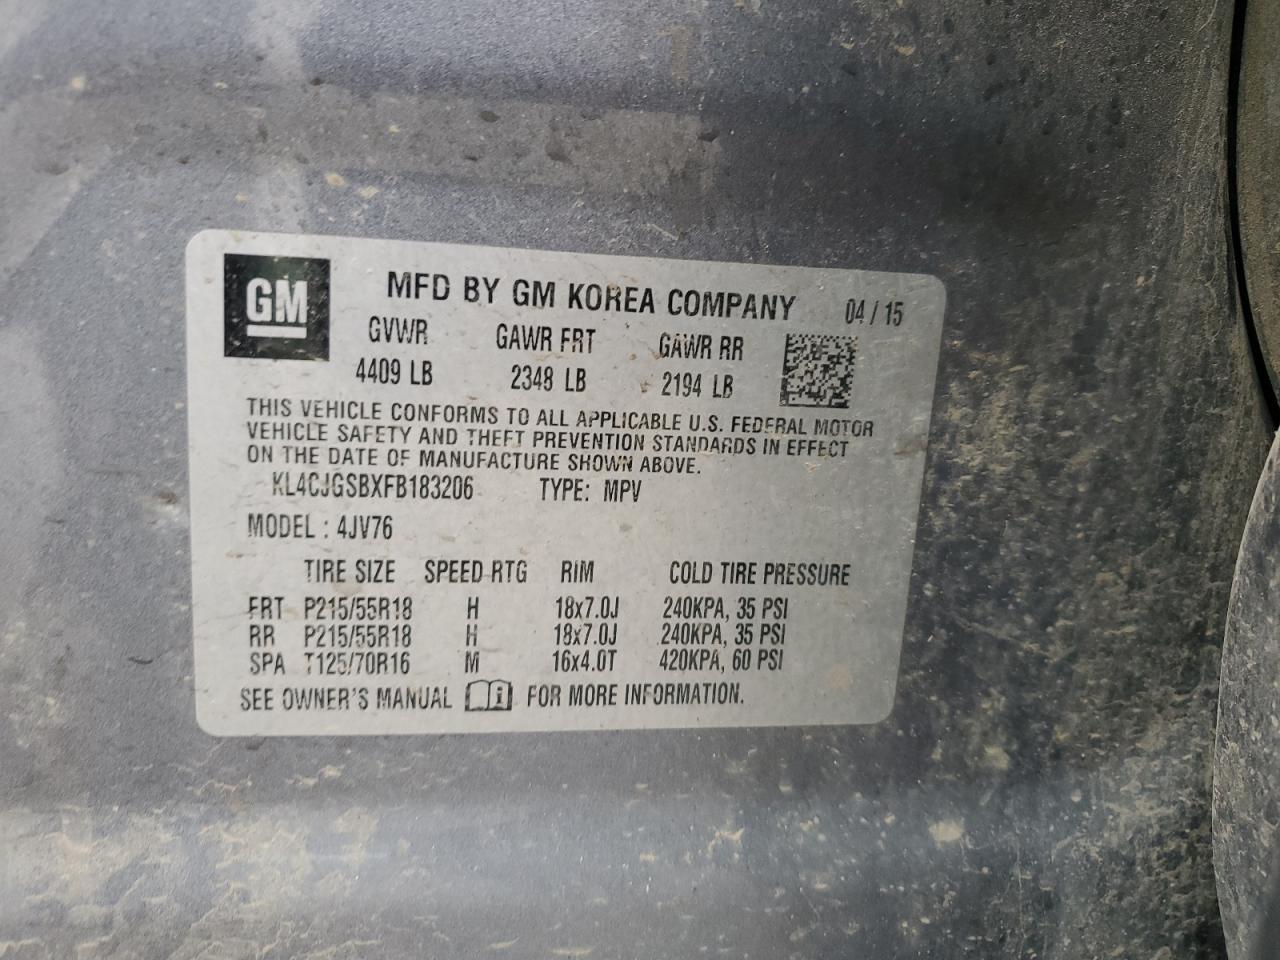 GM
MFD BY GM KOREA COMPANY 04 / 15
GVWR GAWR FRT GAWR RR
4409 LB 2348 LB 2194 LB
THIS VEHICLE CONFORMS TO ALL APPLICABLE U.S. FEDERAL MOTOR
VEHICLE SAFETY AND THEFT PREVENTION STANDARDS IN EFFECT
ON THE DATE OF MANUFACTURE SHOWN ABOVE.
KL4CJGSBXFB183206 TYPE: MPV
MODEL : 4JV76
TIRE SIZE SPEED RTG RIM COLD TIRE PRESSURE
FRT P215/55R18 H 18x7.0J 240KPA, 35 PSI
RR P215/55R18 H 18x7.0J 240KPA, 35 PSI
SPA T125/70R16 M 16x4.0T 420KPA, 60 PSI
SEE OWNER'S MANUAL i FOR MORE INFORMATION.